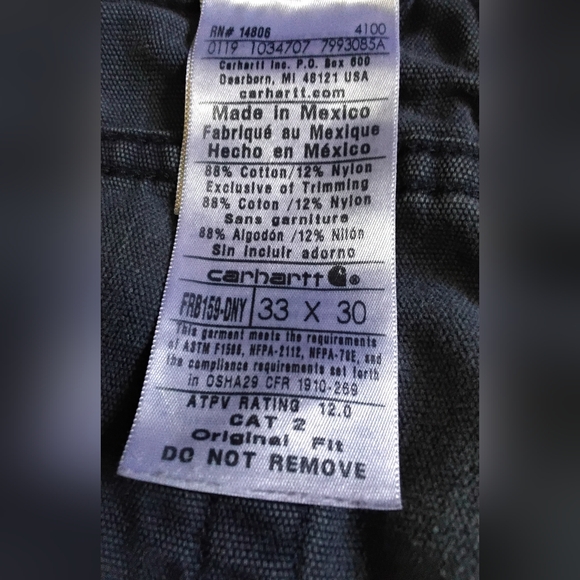 RN# 14806 4100
0119 1034707 7993085A
Carhartt Inc. P.O. Box 600
Dearborn, MI 48121 USA
carhartt.com
Made in Mexico
Fabriqué au Mexique
Hecho en México
88% Cotton/12% Nylon
Exclusive of Trimming
88% Coton/12% Nylon
Sans garniture
88% Algodón/12% Nilón
Sin incluir adorno
carhartt
FRB159-DNY 33 X 30
This garment meets the requirements
of ASTM F1506, NFPA-2112, NFPA-70E, and
the compliance requirements set forth
in OSHA29 CFR 1910-269
ATPV RATING 12.0
CAT 2
Original Fit
DO NOT REMOVE